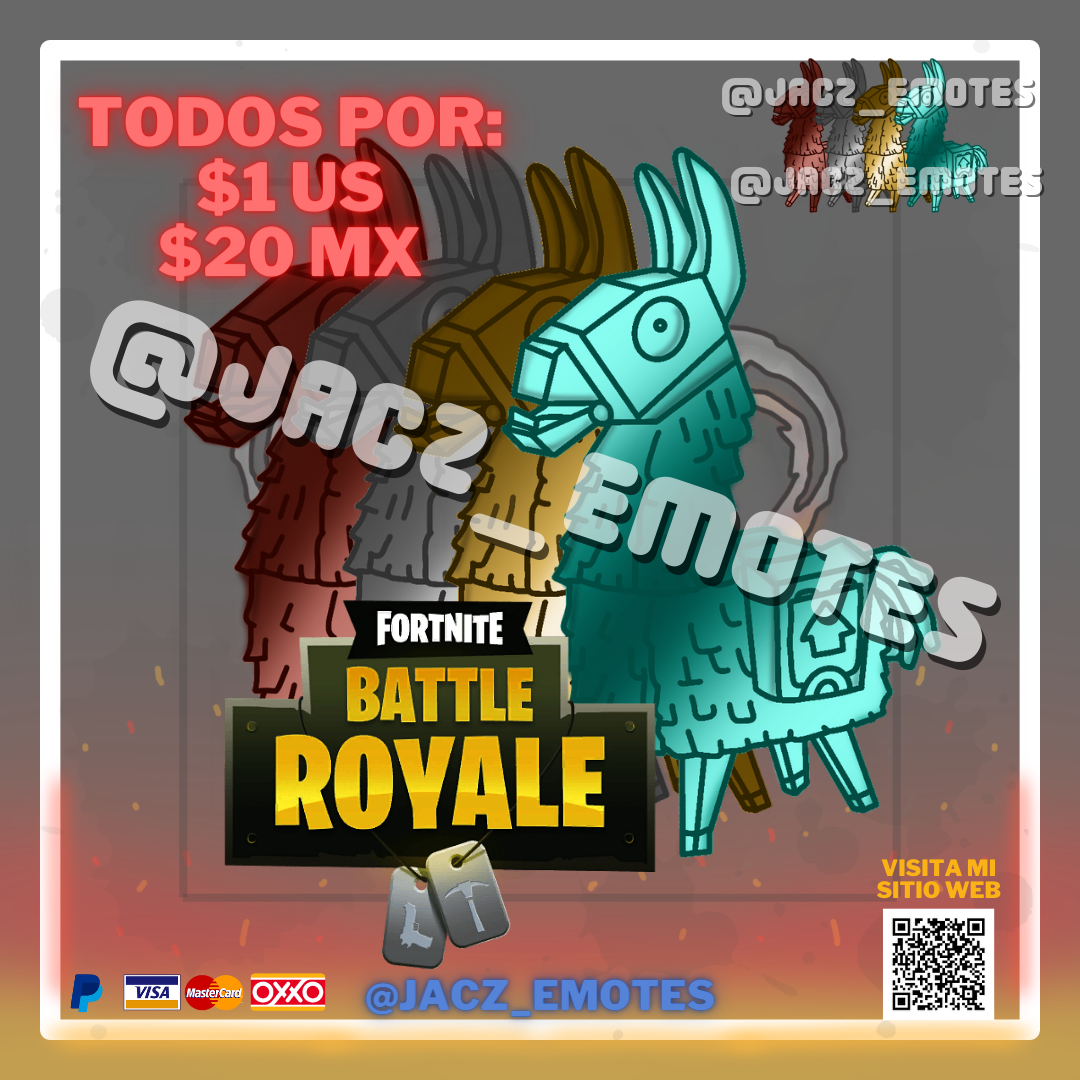 TODOS POR:
$1 US
$20 MX
@JACZ_EMOTES
@JACZ_EMOTES
@JACZ_EMOTES
FORTNITE
BATTLE
ROYALE
VISITA MI
SITIO WEB
VISA
MasterCard
OXXO
@JACZ_EMOTES